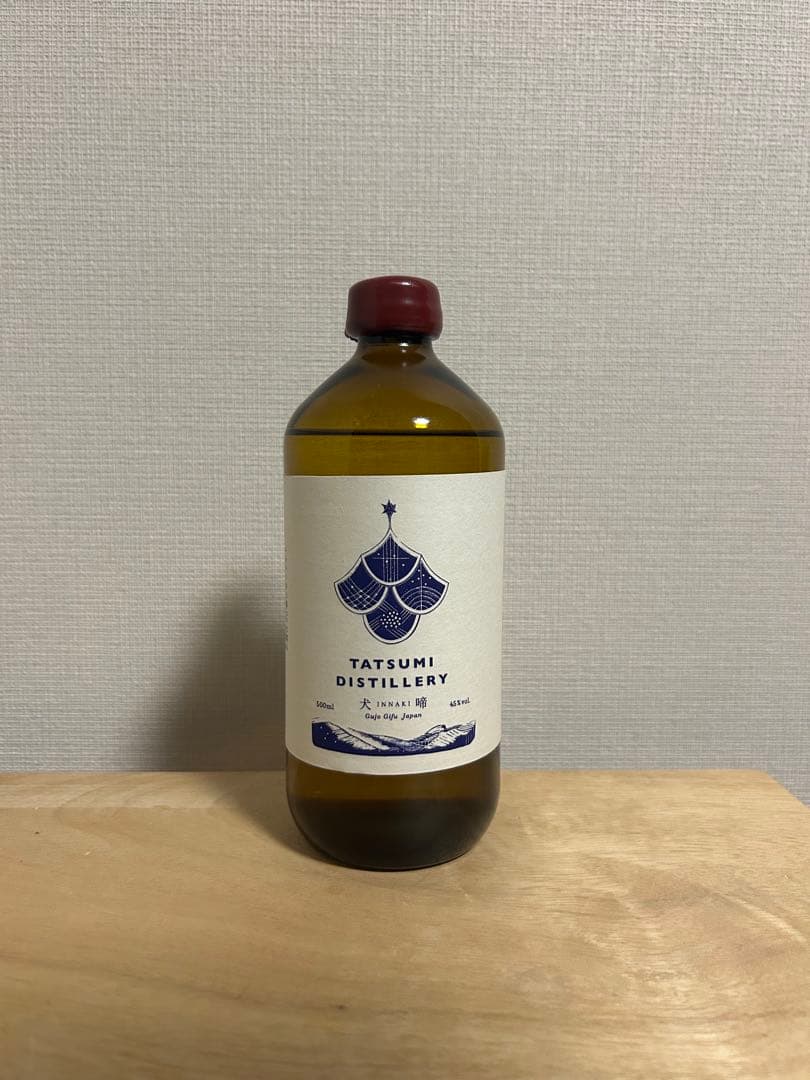 TATSUMI
DISTILLERY
500ml 犬 INNAKI 啼 45%vol.
Gujo Gifu Japan